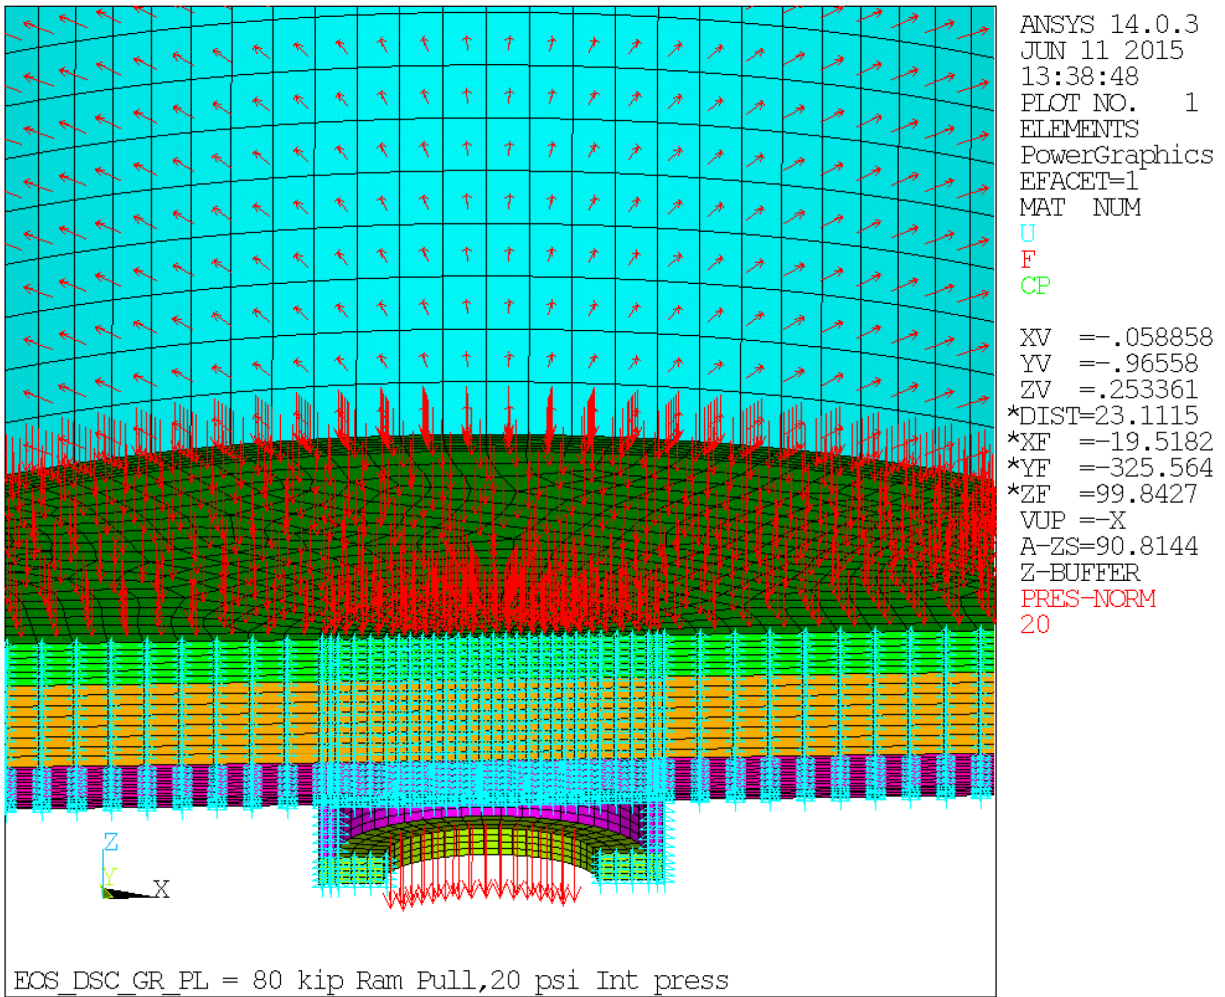 ANSYS 14.0.3
JUN 11 2015
13:38:48
PLOT NO. 1
ELEMENTS
PowerGraphics
EFACET=1
MAT NUM
U
F
CP
XV =-.058858
YV =-.96558
ZV =.253361
*DIST=23.1115
*XF =-19.5182
*YF =-325.564
*ZF =99.8427
VUP =-X
A-ZS=90.8144
Z-BUFFER
PRES-NORM
20
Z
Y
X
EOS_DSC_GR_PL = 80 kip Ram Pull,20 psi Int press